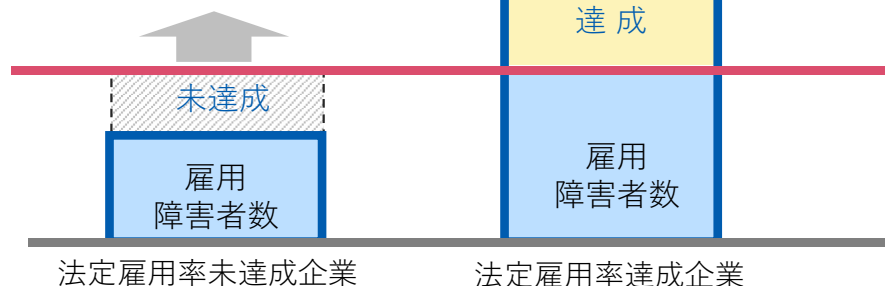 達 成
未達成
雇用
障害者数
雇用
障害者数
法定雇用率未達成企業
法定雇用率達成企業